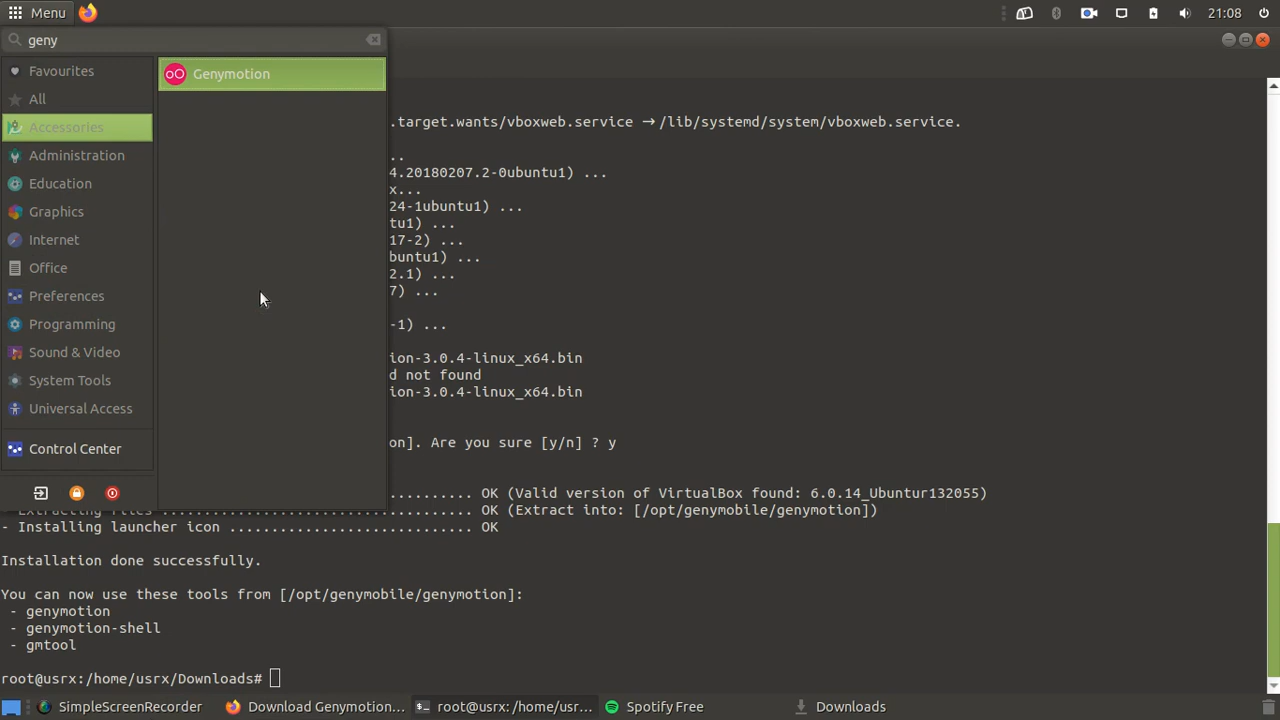 Menu
21:08
geny
Favourites
All
Accessories
Administration
Education
Graphics
Internet
Office
Preferences
Programming
Sound & Video
System Tools
Universal Access
Control Center
Genymotion
.target.wants/vboxweb.service → /lib/systemd/system/vboxweb.service.
..
4.20180207.2-0ubuntu1) ...
x...
24-1ubuntu1) ...
tu1) ...
17-2) ...
buntu1) ...
2.1) ...
7) ...
-1) ...
ion-3.0.4-linux_x64.bin
d not found
ion-3.0.4-linux_x64.bin
on]. Are you sure [y/n] ? y
.......... OK (Valid version of VirtualBox found: 6.0.14_Ubuntur132055)
- Extracting files ..................................... OK (Extract into: [/opt/genymobile/genymotion])
- Installing launcher icon ............................. OK
Installation done successfully.
You can now use these tools from [/opt/genymobile/genymotion]:
- genymotion
- genymotion-shell
- gmtool
root@usrx:/home/usrx/Downloads#
SimpleScreenRecorder
Download Genymotion...
root@usrx: /home/usr...
Spotify Free
Downloads